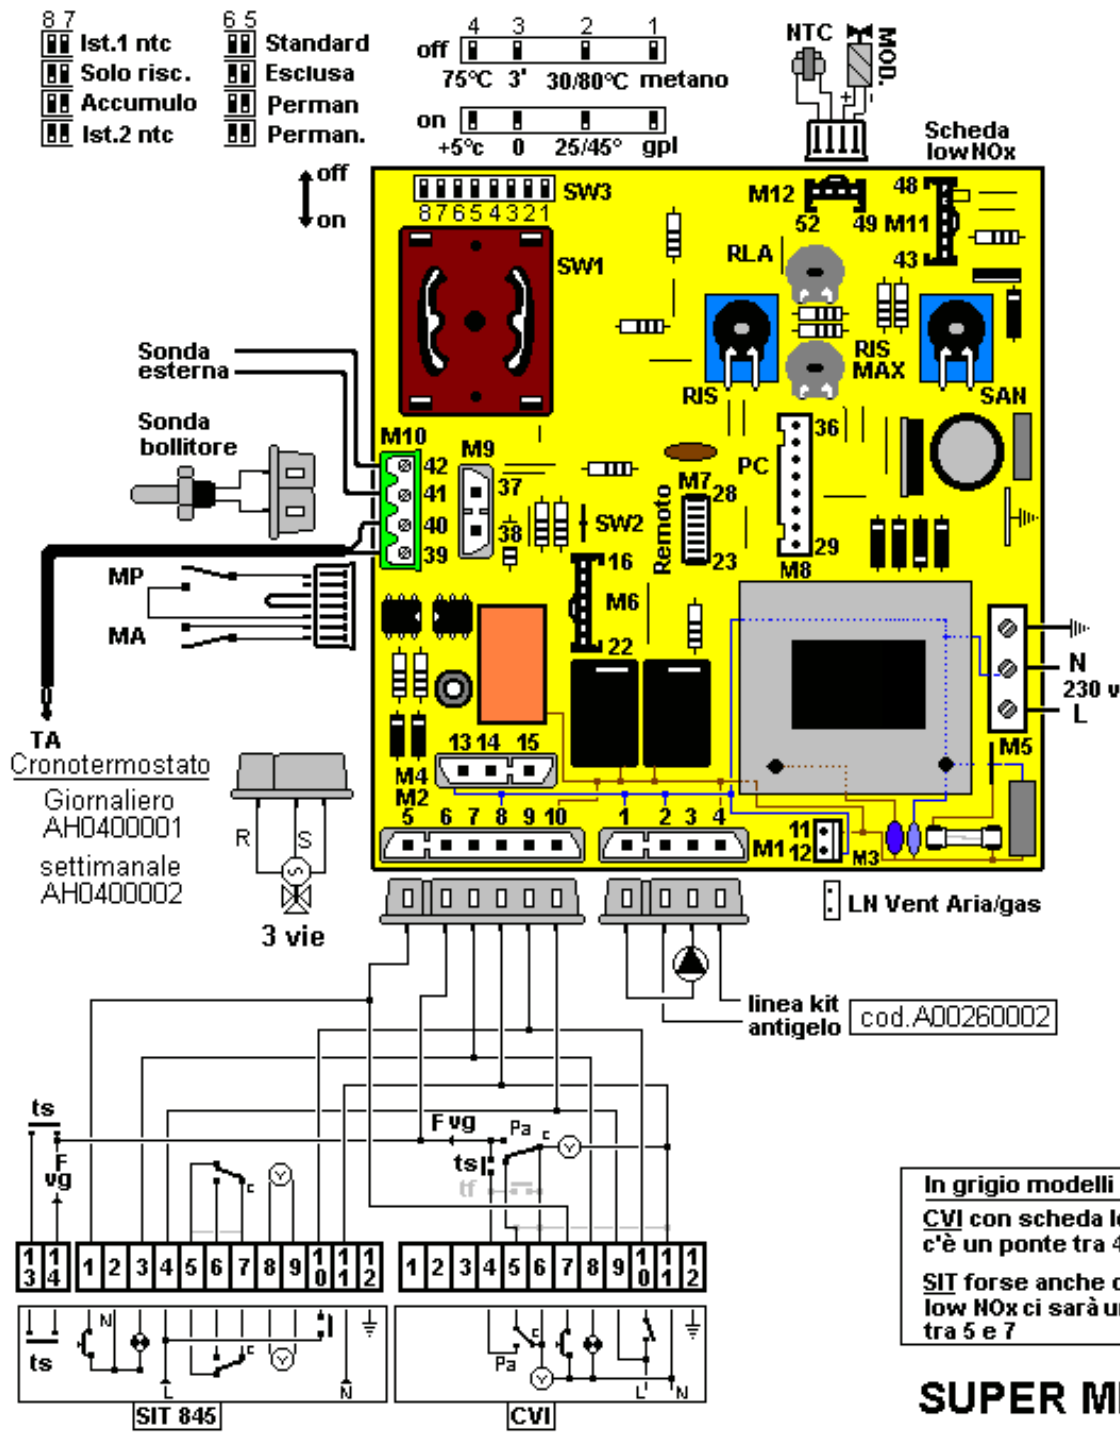 8 7
Ist.1 ntc
Solo risc.
Accumulo
Ist.2 ntc
6 5
Standard
Esclusa
Perman
Perman.
4 3 2 1
off
75°C 3' 30/80°C metano
on
+5°c 0 25/45° gpl
off
on
NTC
MOD.
+ -
Scheda
low NOx
SW3
8 7 6 5 4 3 2 1
SW1
M12
52 49
48
M11
43
RLA
RIS
RIS
MAX
SAN
Sonda
esterna
Sonda
bollitore
M10
42
41
40
39
M9
37
38
SW2
PC
36
29
M8
M7
28
23
Remoto
16
M6
22
MP
MA
TA
Cronotermostato
Giornaliero
AH0400001
settimanale
AH0400002
R S
S
3 vie
N
230 v
L
M5
13 14 15
M4
M2
5 6 7 8 9 10
1 2 3 4
M1
11
12
M3
LN Vent Aria/gas
linea kit
antigelo
cod.A00260002
ts
F
vg
c
F vg
Pa
c
ts
tf
13 14 1 2 3 4 5 6 7 8 9 10 11 12
1 2 3 4 5 6 7 8 9 10 11 12
ts
N
L
c
N
SIT 845
Pa
c
L
N
CVI
In grigio modelli
CVI con scheda l
c'è un ponte tra 4
SIT forse anche
low NOx ci sarà u
tra 5 e 7
SUPER M